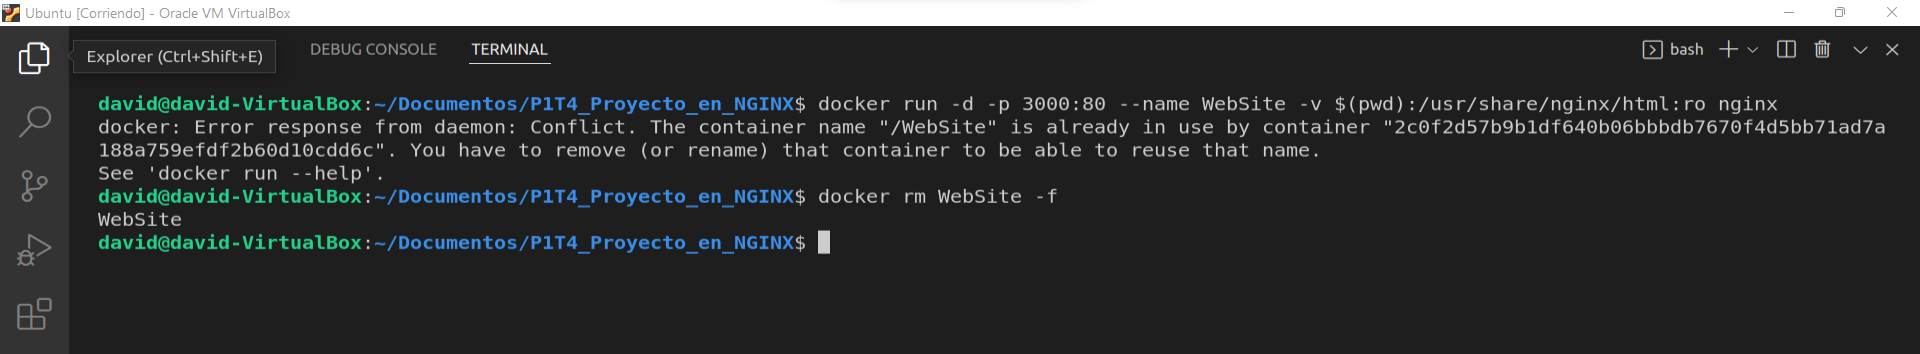 Ubuntu [Corriendo] - Oracle VM VirtualBox
Explorer (Ctrl+Shift+E)
DEBUG CONSOLE
TERMINAL
bash
david@david-VirtualBox:~/Documentos/P1T4_Proyecto_en_NGINX$ docker run -d -p 3000:80 --name WebSite -v $(pwd):/usr/share/nginx/html:ro nginx
docker: Error response from daemon: Conflict. The container name "/WebSite" is already in use by container "2c0f2d57b9b1df640b06bbbdb7670f4d5bb71ad7a
188a759efdf2b60d10cdd6c". You have to remove (or rename) that container to be able to reuse that name.
See 'docker run --help'.
david@david-VirtualBox:~/Documentos/P1T4_Proyecto_en_NGINX$ docker rm WebSite -f
WebSite
david@david-VirtualBox:~/Documentos/P1T4_Proyecto_en_NGINX$